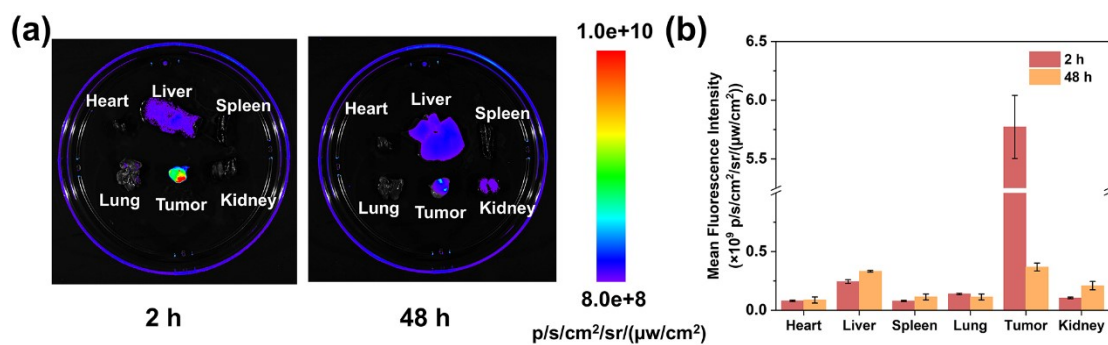 (a)
Heart
Liver
Spleen
Lung
Tumor
Kidney
2 h
Heart
Liver
Spleen
Lung
Tumor
Kidney
48 h
1.0e+10
8.0e+8
p/s/cm²/sr/(μw/cm²)
(b)
Mean Fluorescence Intensity
(×10⁹ p/s/cm²/sr/(μw/cm2))
6.5
6.0
5.5
0.5
0.0
2 h
48 h
Heart
Liver
Spleen
Lung
Tumor
Kidney